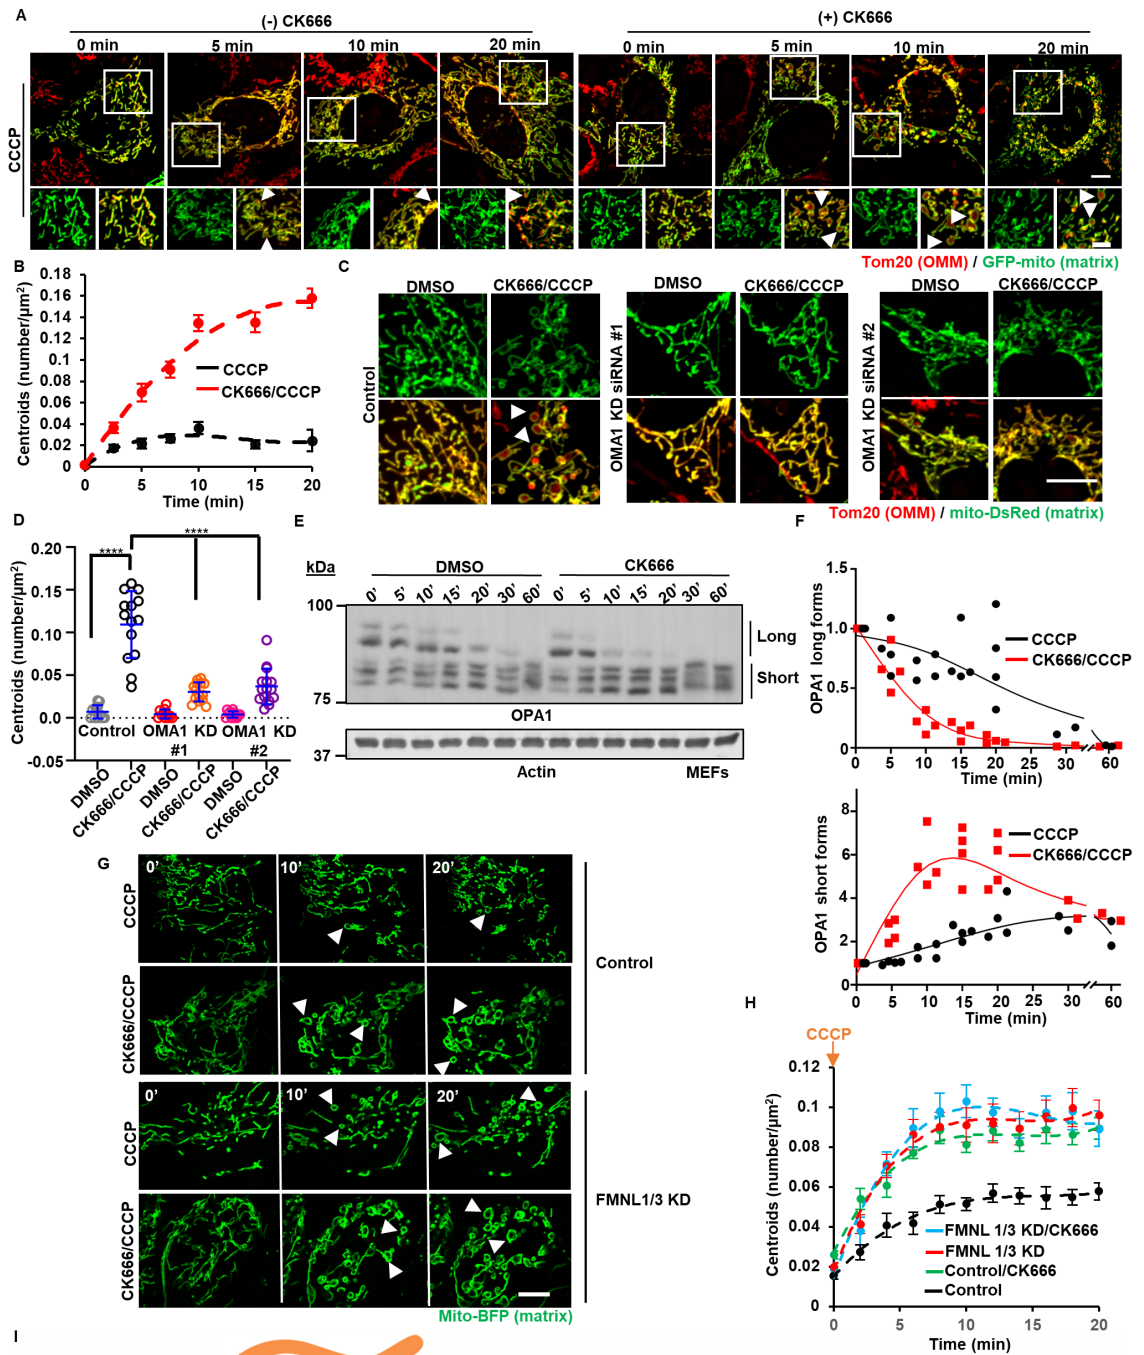 A
(-) CK666
(+) CK666
0 min
5 min
10 min
20 min
0 min
5 min
10 min
20 min
CCCP
Tom20 (OMM) / GFP-mito (matrix)
B
Centroids (number/µm²)
0.18
0.16
0.14
0.12
0.1
0.08
0.06
0.04
0.02
0
CCCP
CK666/CCCP
0
5
10
15
20
Time (min)
C
DMSO
CK666/CCCP
DMSO
CK666/CCCP
DMSO
CK666/CCCP
Control
OMA1 KD siRNA #1
OMA1 KD siRNA #2
Tom20 (OMM) / mito-DsRed (matrix)
D
Centroids (number/µm²)
0.20
0.15
0.10
0.05
0.0
-0.05
****
****
Control
OMA1 KD
#1
OMA1 KD
#2
DMSO
CK666/CCCP
DMSO
CK666/CCCP
DMSO
CK666/CCCP
E
kDa
DMSO
CK666
0’
5’
10’
15’
20’
30’
60’
0’
5’
10’
15’
20’
30’
60’
100
75
37
Long
Short
OPA1
Actin
MEFs
F
OPA1 long forms
1.5
1.0
0.5
0
CCCP
CK666/CCCP
0
5
10
15
20
30
60
Time (min)
OPA1 short forms
8
6
4
2
0
CCCP
CK666/CCCP
0
5
10
15
20
30
60
Time (min)
G
0’
10’
20’
CCCP
CK666/CCCP
Control
0’
10’
20’
CCCP
CK666/CCCP
FMNL1/3 KD
Mito-BFP (matrix)
H
CCCP
Centroids (number/µm²)
0.12
0.1
0.08
0.06
0.04
0.02
0
FMNL 1/3 KD/CK666
FMNL 1/3 KD
Control/CK666
Control
0
5
10
15
20
Time (min)
I